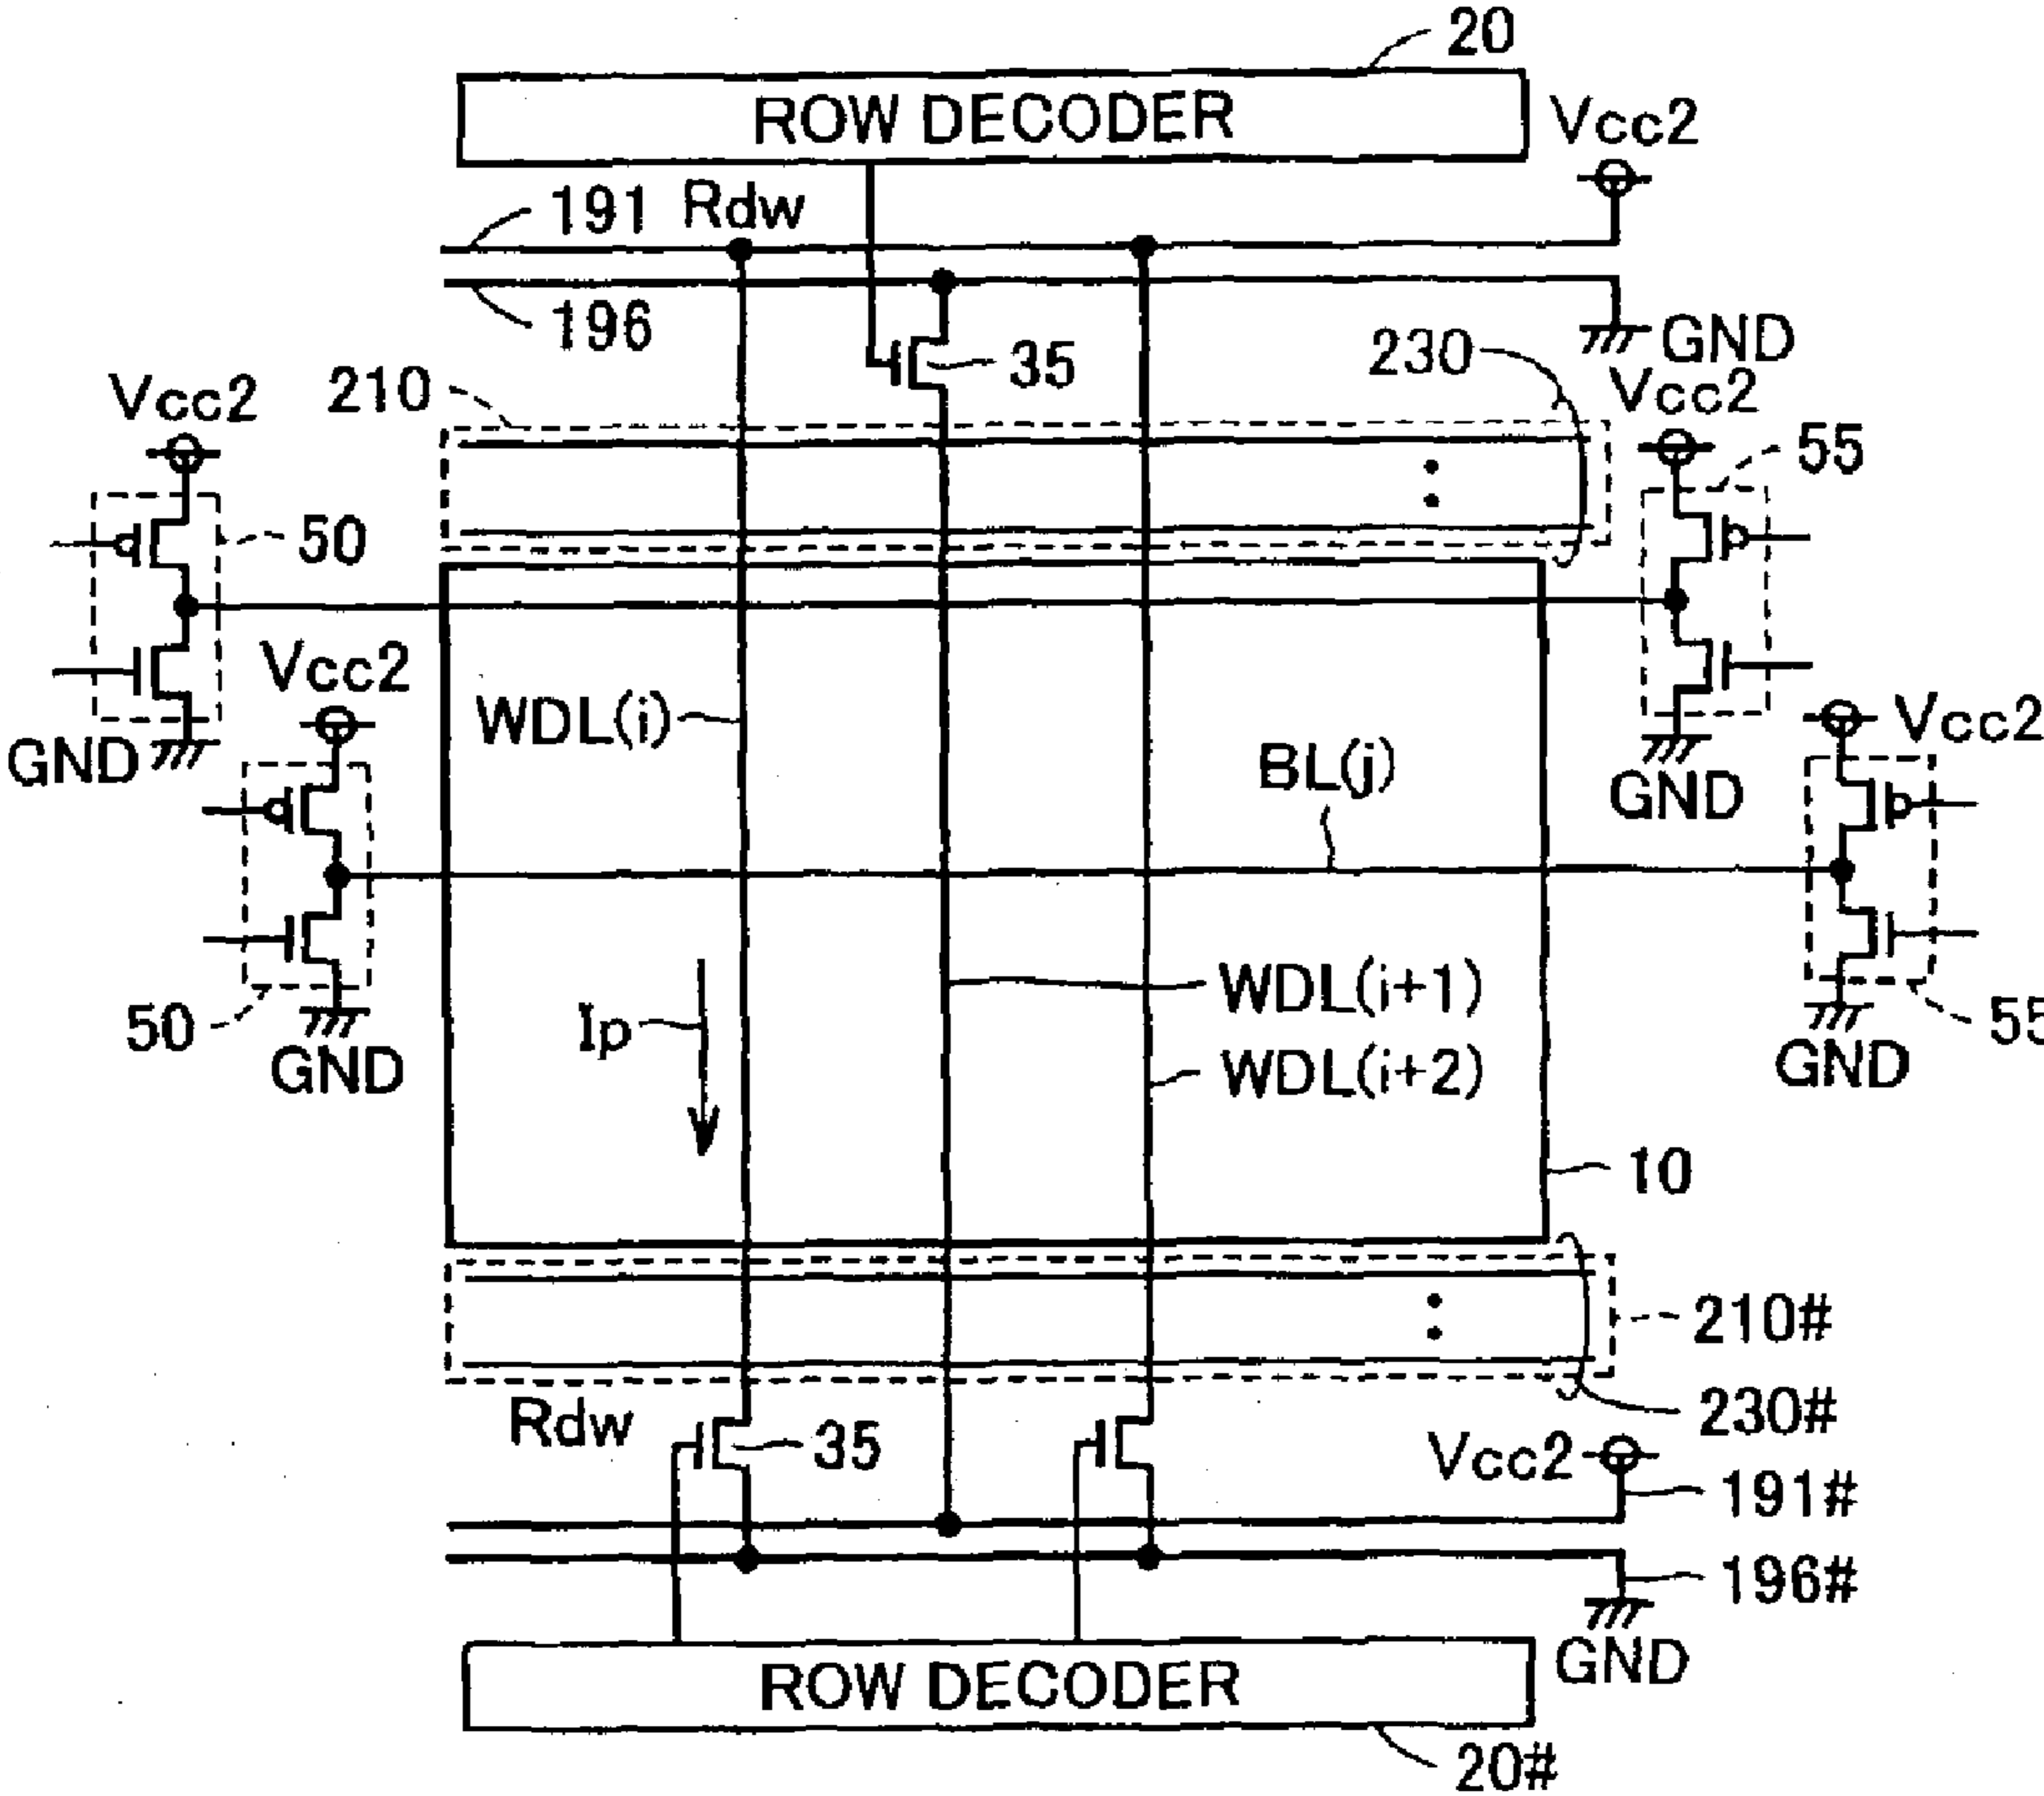 20
ROW DECODER
Vcc2
191 Rdw
196
GND
35
230
Vcc2
210
Vcc2
55
50
Vcc2
WDL(i)
Vcc2
GND
BL(j)
GND
WDL(i+1)
Ip
50
55
GND
WDL(i+2)
GND
10
210#
Rdw
35
230#
Vcc2
191#
196#
GND
ROW DECODER
20#